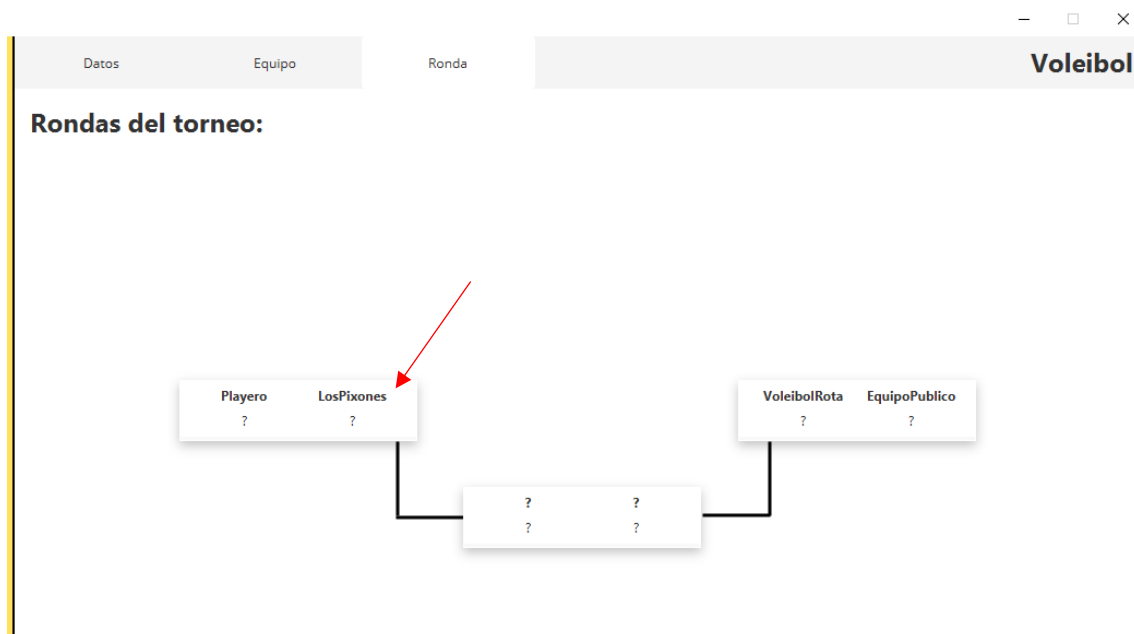 Datos Equipo Ronda Voleibol
Rondas del torneo:
Playero LosPixones
? ?
VoleibolRota EquipoPublico
? ?
? ?
? ?